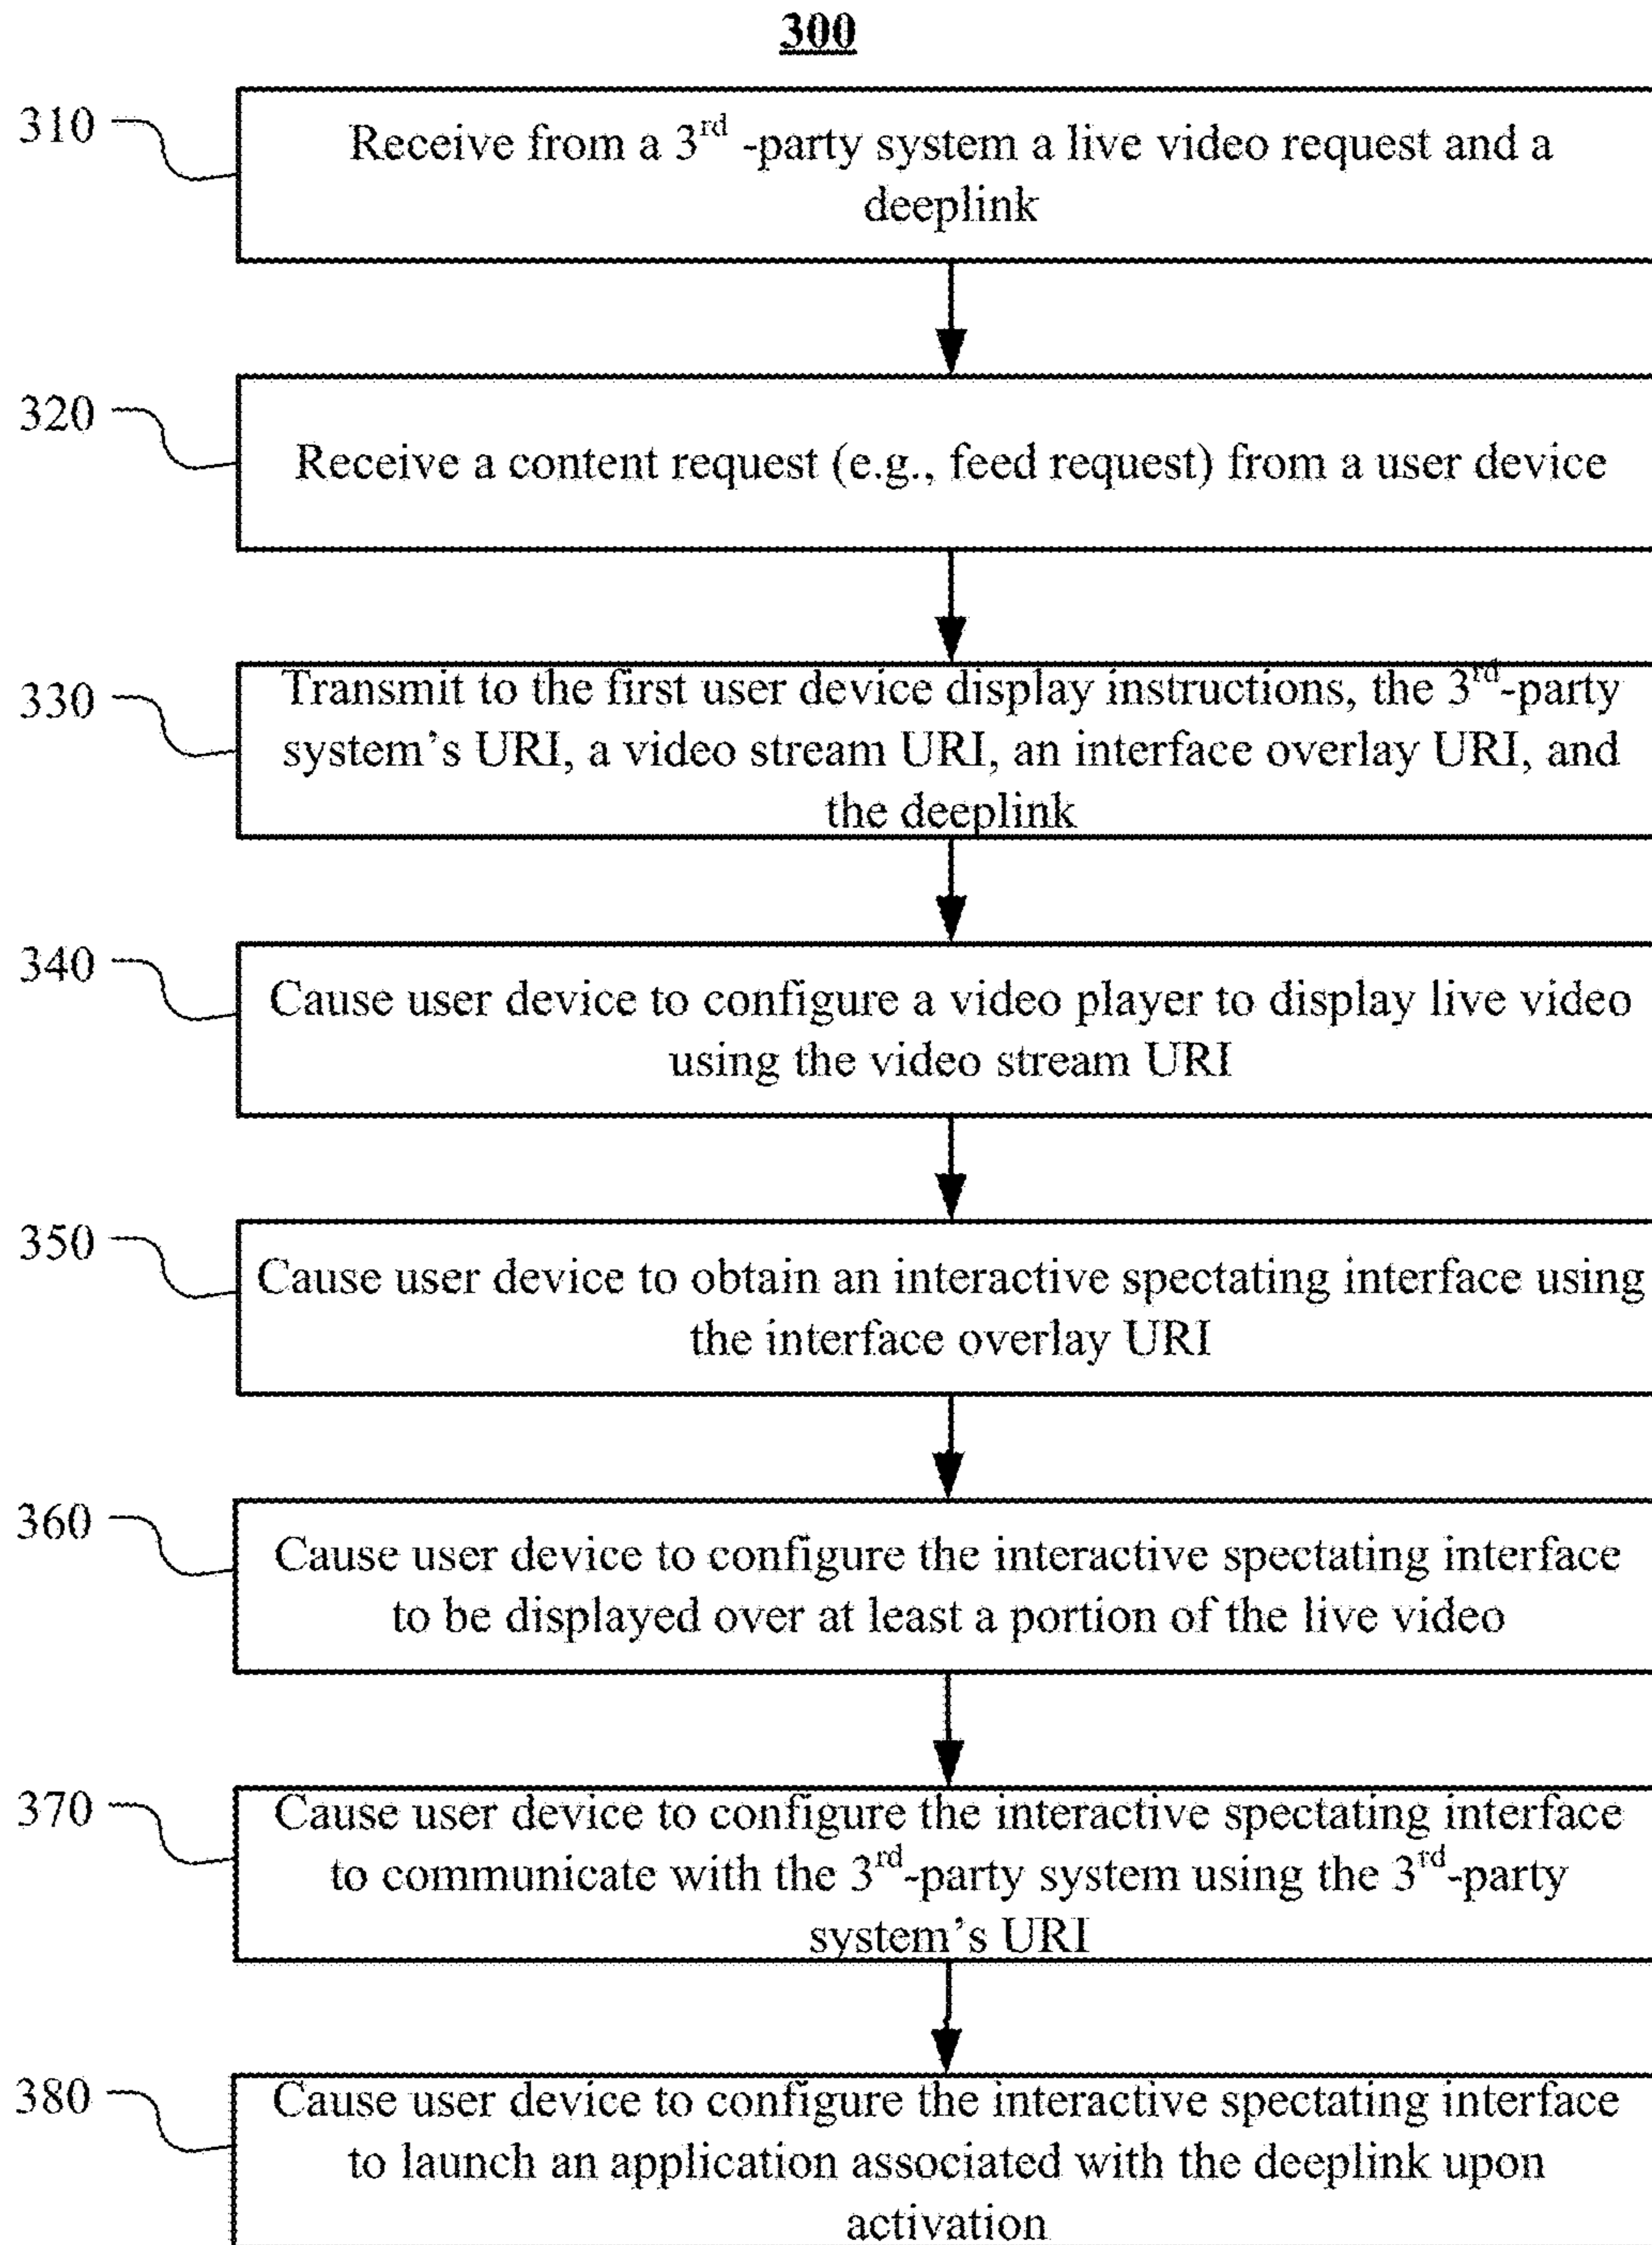 300
310
Receive from a 3rd -party system a live video request and a
deeplink
320
Receive a content request (e.g., feed request) from a user device
330
Transmit to the first user device display instructions, the 3rd-party
system's URI, a video stream URI, an interface overlay URI, and
the deeplink
340
Cause user device to configure a video player to display live video
using the video stream URI
350
Cause user device to obtain an interactive spectating interface using
the interface overlay URI
360
Cause user device to configure the interactive spectating interface
to be displayed over at least a portion of the live video
370
Cause user device to configure the interactive spectating interface
to communicate with the 3rd-party system using the 3rd-party
system's URI
380
Cause user device to configure the interactive spectating interface
to launch an application associated with the deeplink upon
activation